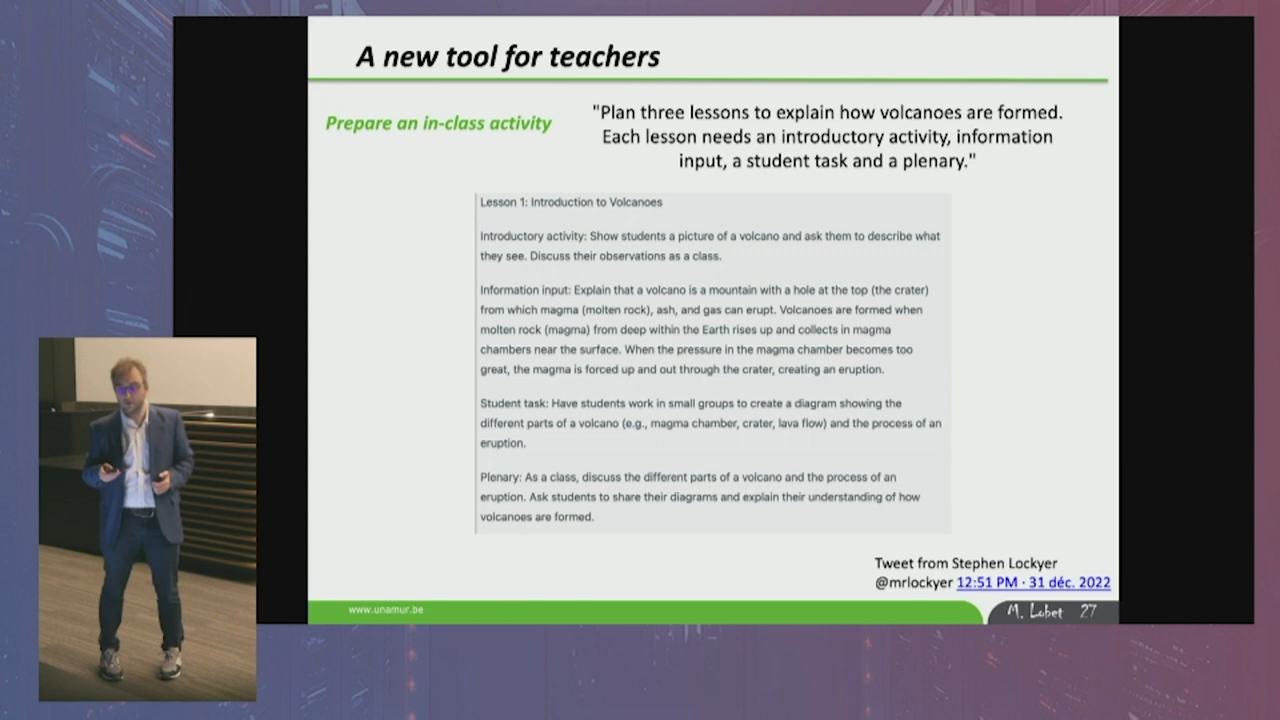 A new tool for teachers
Prepare an in-class activity
"Plan three lessons to explain how volcanoes are formed.
Each lesson needs an introductory activity, information
input, a student task and a plenary."
Lesson 1: Introduction to Volcanoes
Introductory activity: Show students a picture of a volcano and ask them to describe what
they see. Discuss their observations as a class.
Information input: Explain that a volcano is a mountain with a hole at the top (the crater)
from which magma (molten rock), ash, and gas can erupt. Volcanoes are formed when
molten rock (magma) from deep within the Earth rises up and collects in magma
chambers near the surface. When the pressure in the magma chamber becomes too
great, the magma is forced up and out through the crater, creating an eruption.
Student task: Have students work in small groups to create a diagram showing the
different parts of a volcano (e.g., magma chamber, crater, lava flow) and the process of an
eruption.
Plenary: As a class, discuss the different parts of a volcano and the process of an
eruption. Ask students to share their diagrams and explain their understanding of how
volcanoes are formed.
Tweet from Stephen Lockyer
@mrlockyer 12:51 PM · 31 déc. 2022
www.unamur.be
M. Lobet 27